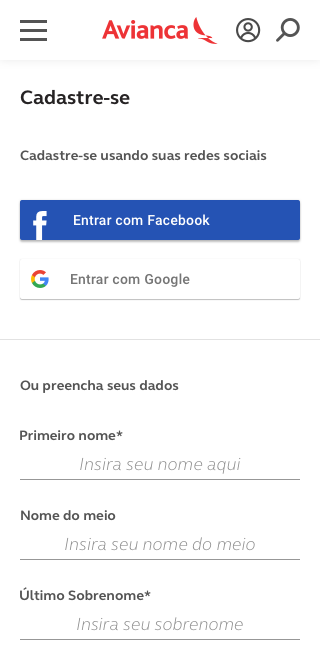 Avianca
Cadastre-se
Cadastre-se usando suas redes sociais
Entrar com Facebook
Entrar com Google
Ou preencha seus dados
Primeiro nome*
Insira seu nome aqui
Nome do meio
Insira seu nome do meio
Último Sobrenome*
Insira seu sobrenome